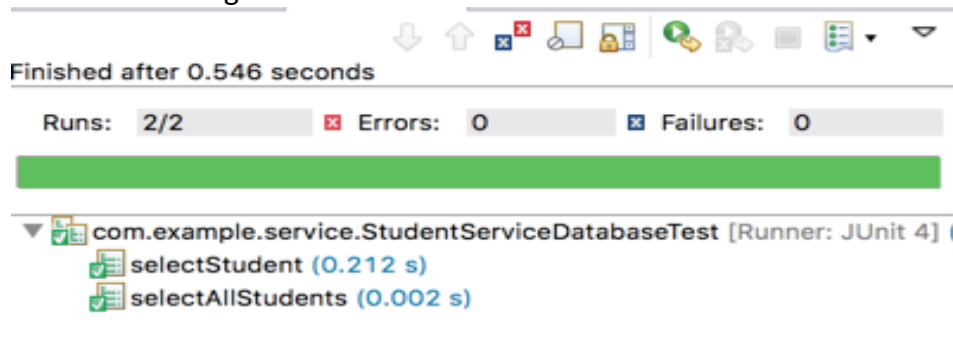 Finished after 0.546 seconds
Runs: 2/2 Errors: 0 Failures: 0
com.example.service.StudentServiceDatabaseTest [Runner: JUnit 4] (
selectStudent (0.212 s)
selectAllStudents (0.002 s)